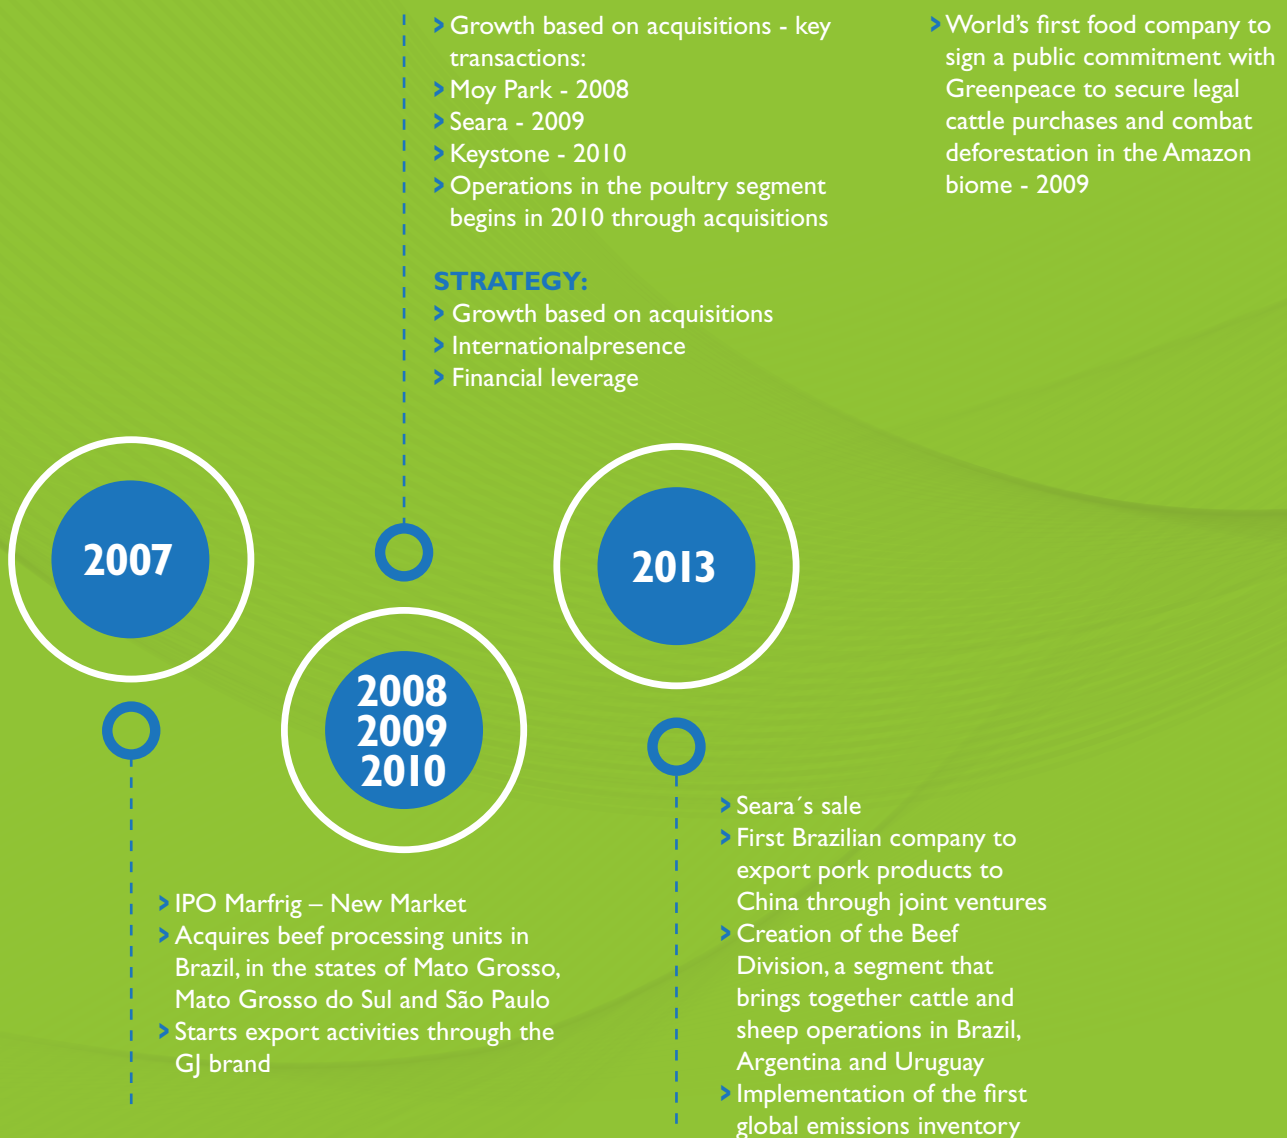 > Growth based on acquisitions - key
transactions:
> Moy Park - 2008
> Seara - 2009
> Keystone - 2010
> Operations in the poultry segment
begins in 2010 through acquisitions
STRATEGY:
> Growth based on acquisitions
> Internationalpresence
> Financial leverage
> World's first food company to
sign a public commitment with
Greenpeace to secure legal
cattle purchases and combat
deforestation in the Amazon
biome - 2009
2007
2008
2009
2010
2013
> IPO Marfrig – New Market
> Acquires beef processing units in
Brazil, in the states of Mato Grosso,
Mato Grosso do Sul and São Paulo
> Starts export activities through the
GJ brand
> Seara´s sale
> First Brazilian company to
export pork products to
China through joint ventures
> Creation of the Beef
Division, a segment that
brings together cattle and
sheep operations in Brazil,
Argentina and Uruguay
> Implementation of the first
global emissions inventory